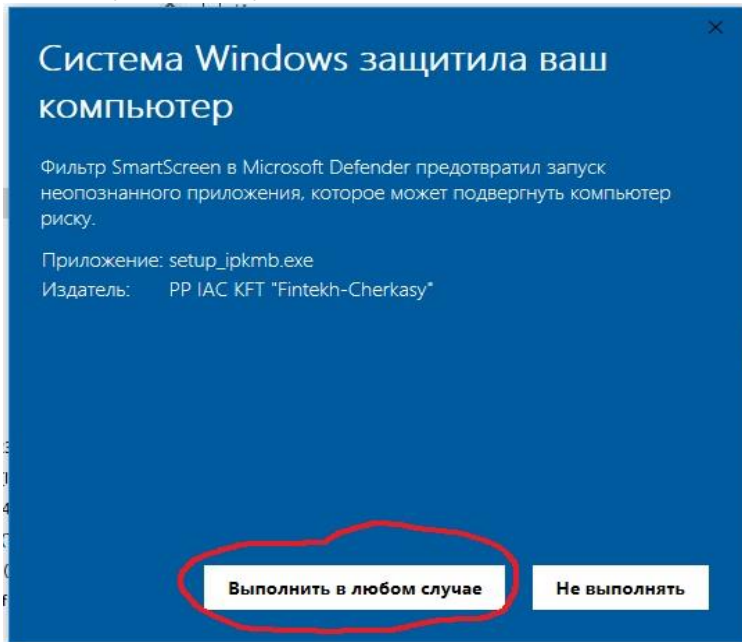 Система Windows защитила ваш
компьютер
Фильтр SmartScreen в Microsoft Defender предотвратил запуск
неопознанного приложения, которое может подвергнуть компьютер
риску.
Приложение: setup_ipkmb.exe
Издатель: PP IAC KFT "Fintekh-Cherkasy"
Выполнить в любом случае Не выполнять